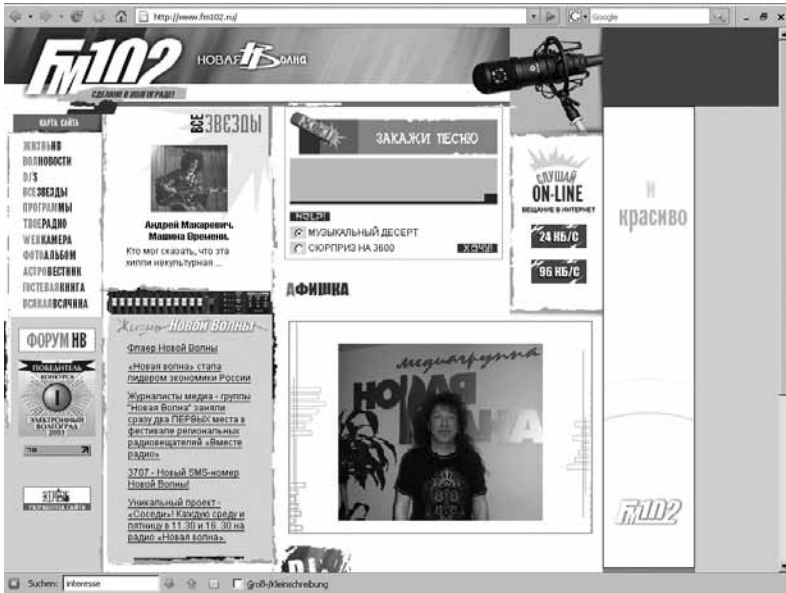 http://www.fm102.ru/
Google
FM102
НОВАЯ ВОЛНА
СДЕЛАНО В ВОЛГОГРАДЕ!
КАРТА САЙТА
ЖИЗНЬНВ
ВОЛНОВОСТИ
DJ'S
ВСЕЗВЕЗДЫ
ПРОГРАММЫ
ТВОЕРАДИО
WEBКАМЕРА
ФОТОАЛЬБОМ
АСТРОВЕСТНИК
ГОСТЕВАЯКНИГА
ВСЯКАЯВСЯЧИНА
ФОРУМ НВ
ПОБЕДИТЕЛЬ
КОНКУРСА
1
ЭЛЕКТРОННЫЙ
ВОЛГОГРАД
2003
ВСЕЗВЕЗДЫ
Андрей Макаревич.
Машина Времени.
Кто мог сказать, что эта
хиппи некультурная ...
Жизнь Новой Волны
Флаер Новой Волны
«Новая волна» стала
лидером экономики России
Журналисты медиа - группы
"Новая Волна" заняли
сразу два ПЕРВЫХ места в
фестивале региональных
радиовещателей «Вместе
радио»
3707 - Новый SMS-номер
Новой Волны!
Уникальный проект -
«Соседи»! Каждую среду и
пятницу в 11.30 и 16. 30 на
радио «Новая волна».
ЗАКАЖИ ПЕСНЮ
HELP!
МУЗЫКАЛЬНЫЙ ДЕСЕРТ
СЮРПРИЗ НА 3600
ХОЧУ!
АФИШКА
медиагруппа
НОВАЯ
ВОЛНА
СЛУШАЙ
ON-LINE
ВЕЩАНИЕ В ИНТЕРНЕТ
24 КБ/С
96 КБ/С
и
красиво
FM102
Suchen: interesse
Groß-/Kleinschreibung